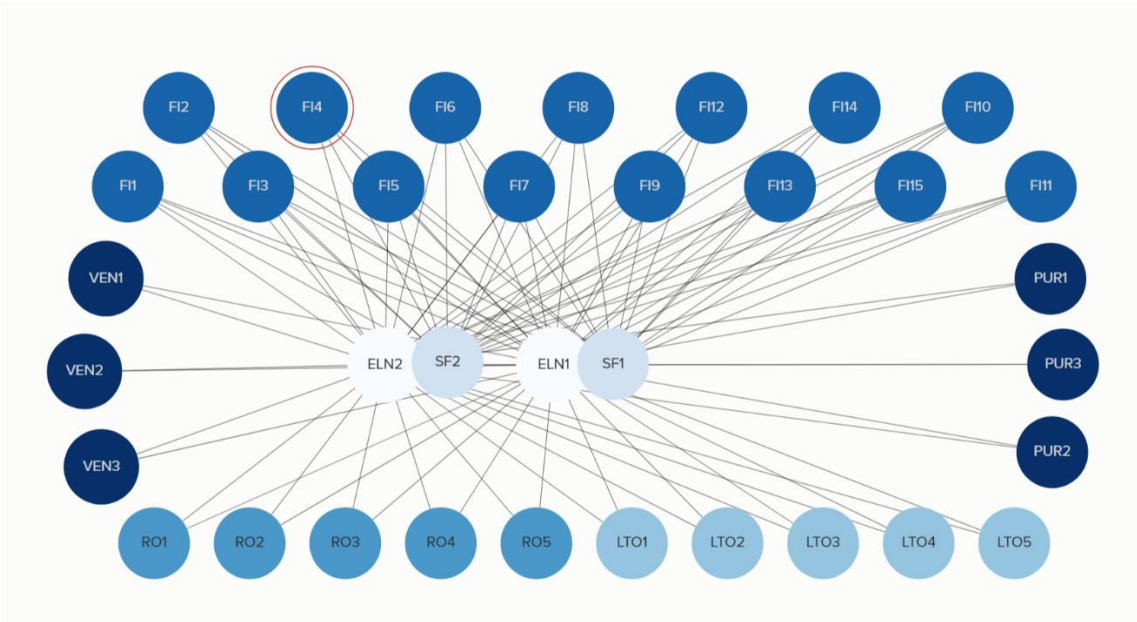 FI2 FI4 FI6 FI8 FI12 FI14 FI10
FI1 FI3 FI5 FI7 FI9 FI13 FI15 FI11
VEN1 PUR1
VEN2 ELN2 SF2 ELN1 SF1 PUR3
VEN3 PUR2
RO1 RO2 RO3 RO4 RO5 LTO1 LTO2 LTO3 LTO4 LTO5